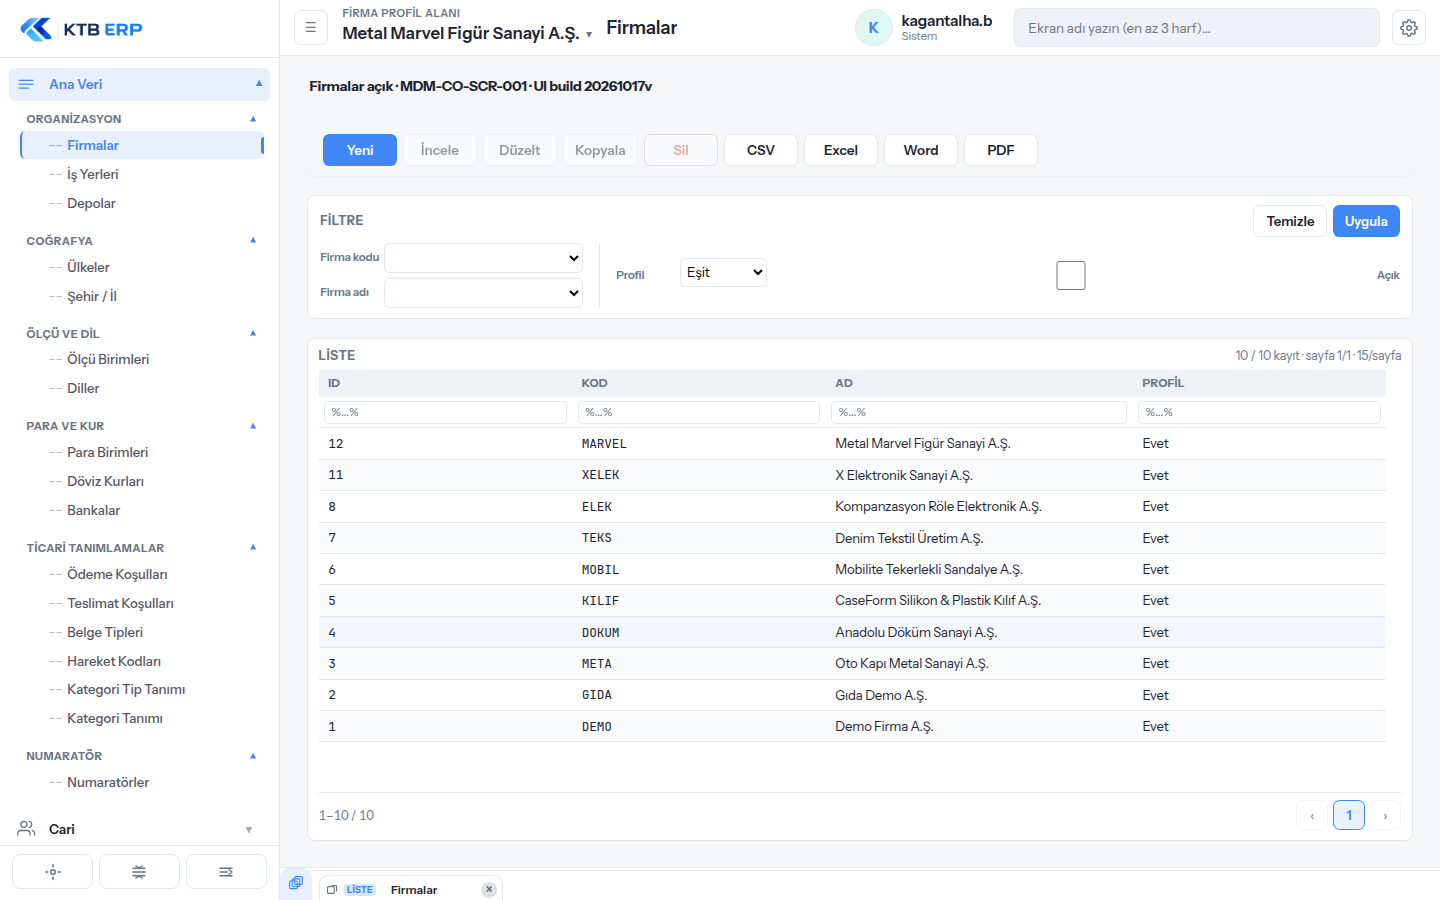 KTB ERP
FİRMA PROFİL ALANI
Metal Marvel Figür Sanayi A.Ş.
Firmalar
K
kagantalha.b
Sistem
Ekran adı yazın (en az 3 harf)...
Ana Veri
ORGANİZASYON
Firmalar
İş Yerleri
Depolar
COĞRAFYA
Ülkeler
Şehir / İl
ÖLÇÜ VE DİL
Ölçü Birimleri
Diller
PARA VE KUR
Para Birimleri
Döviz Kurları
Bankalar
TİCARİ TANIMLAMALAR
Ödeme Koşulları
Teslimat Koşulları
Belge Tipleri
Hareket Kodları
Kategori Tip Tanımı
Kategori Tanımı
NUMARATÖR
Numaratörler
Cari
Firmalar açık · MDM-CO-SCR-001 · UI build 20261017v
Yeni İncele Düzelt Kopyala Sil CSV Excel Word PDF
FİLTRE
Temizle Uygula
Firma kodu
Firma adı
Profil Eşit Açık
LİSTE
10 / 10 kayıt · sayfa 1/1 · 15/sayfa
ID KOD AD PROFİL
%...% %...% %...% %...%
12 MARVEL Metal Marvel Figür Sanayi A.Ş. Evet
11 XELEK X Elektronik Sanayi A.Ş. Evet
8 ELEK Kompanzasyon Röle Elektronik A.Ş. Evet
7 TEKS Denim Tekstil Üretim A.Ş. Evet
6 MOBIL Mobilite Tekerlekli Sandalye A.Ş. Evet
5 KILIF CaseForm Silikon & Plastik Kılıf A.Ş. Evet
4 DOKUM Anadolu Döküm Sanayi A.Ş. Evet
3 META Oto Kapı Metal Sanayi A.Ş. Evet
2 GIDA Gıda Demo A.Ş. Evet
1 DEMO Demo Firma A.Ş. Evet
1–10 / 10
‹ 1 ›
LİSTE Firmalar